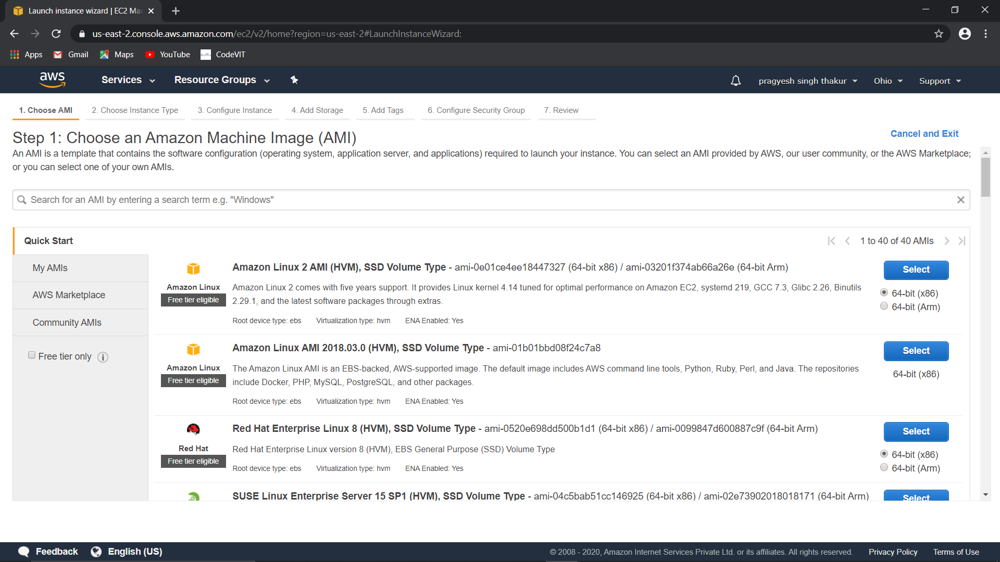 Launch instance wizard | EC2 Ma
us-east-2.console.aws.amazon.com/ec2/v2/home?region=us-east-2#LaunchInstanceWizard:
Apps Gmail Maps YouTube CodeVIT
aws Services Resource Groups pragyesh singh thakur Ohio Support
1. Choose AMI 2. Choose Instance Type 3. Configure Instance 4. Add Storage 5. Add Tags 6. Configure Security Group 7. Review
Step 1: Choose an Amazon Machine Image (AMI) Cancel and Exit
An AMI is a template that contains the software configuration (operating system, application server, and applications) required to launch your instance. You can select an AMI provided by AWS, our user community, or the AWS Marketplace;
or you can select one of your own AMIs.
Search for an AMI by entering a search term e.g. "Windows"
Quick Start 1 to 40 of 40 AMIs
My AMIs
AWS Marketplace
Community AMIs
Free tier only
Amazon Linux 2 AMI (HVM), SSD Volume Type - ami-0e01ce4ee18447327 (64-bit x86) / ami-03201f374ab66a26e (64-bit Arm)
Select
Amazon Linux
Free tier eligible
Amazon Linux 2 comes with five years support. It provides Linux kernel 4.14 tuned for optimal performance on Amazon EC2, systemd 219, GCC 7.3, Glibc 2.26, Binutils
2.29.1, and the latest software packages through extras.
64-bit (x86)
64-bit (Arm)
Root device type: ebs Virtualization type: hvm ENA Enabled: Yes
Amazon Linux AMI 2018.03.0 (HVM), SSD Volume Type - ami-01b01bbd08f24c7a8
Select
Amazon Linux
Free tier eligible
The Amazon Linux AMI is an EBS-backed, AWS-supported image. The default image includes AWS command line tools, Python, Ruby, Perl, and Java. The repositories
include Docker, PHP, MySQL, PostgreSQL, and other packages.
64-bit (x86)
Root device type: ebs Virtualization type: hvm ENA Enabled: Yes
Red Hat Enterprise Linux 8 (HVM), SSD Volume Type - ami-0520e698dd500b1d1 (64-bit x86) / ami-0099847d600887c9f (64-bit Arm)
Select
Red Hat
Free tier eligible
Red Hat Enterprise Linux version 8 (HVM), EBS General Purpose (SSD) Volume Type
64-bit (x86)
64-bit (Arm)
Root device type: ebs Virtualization type: hvm ENA Enabled: Yes
SUSE Linux Enterprise Server 15 SP1 (HVM), SSD Volume Type - ami-04c5bab51cc146925 (64-bit x86) / ami-02e73902018018171 (64-bit Arm)
Select
Feedback English (US) © 2008 - 2020, Amazon Internet Services Private Ltd. or its affiliates. All rights reserved. Privacy Policy Terms of Use